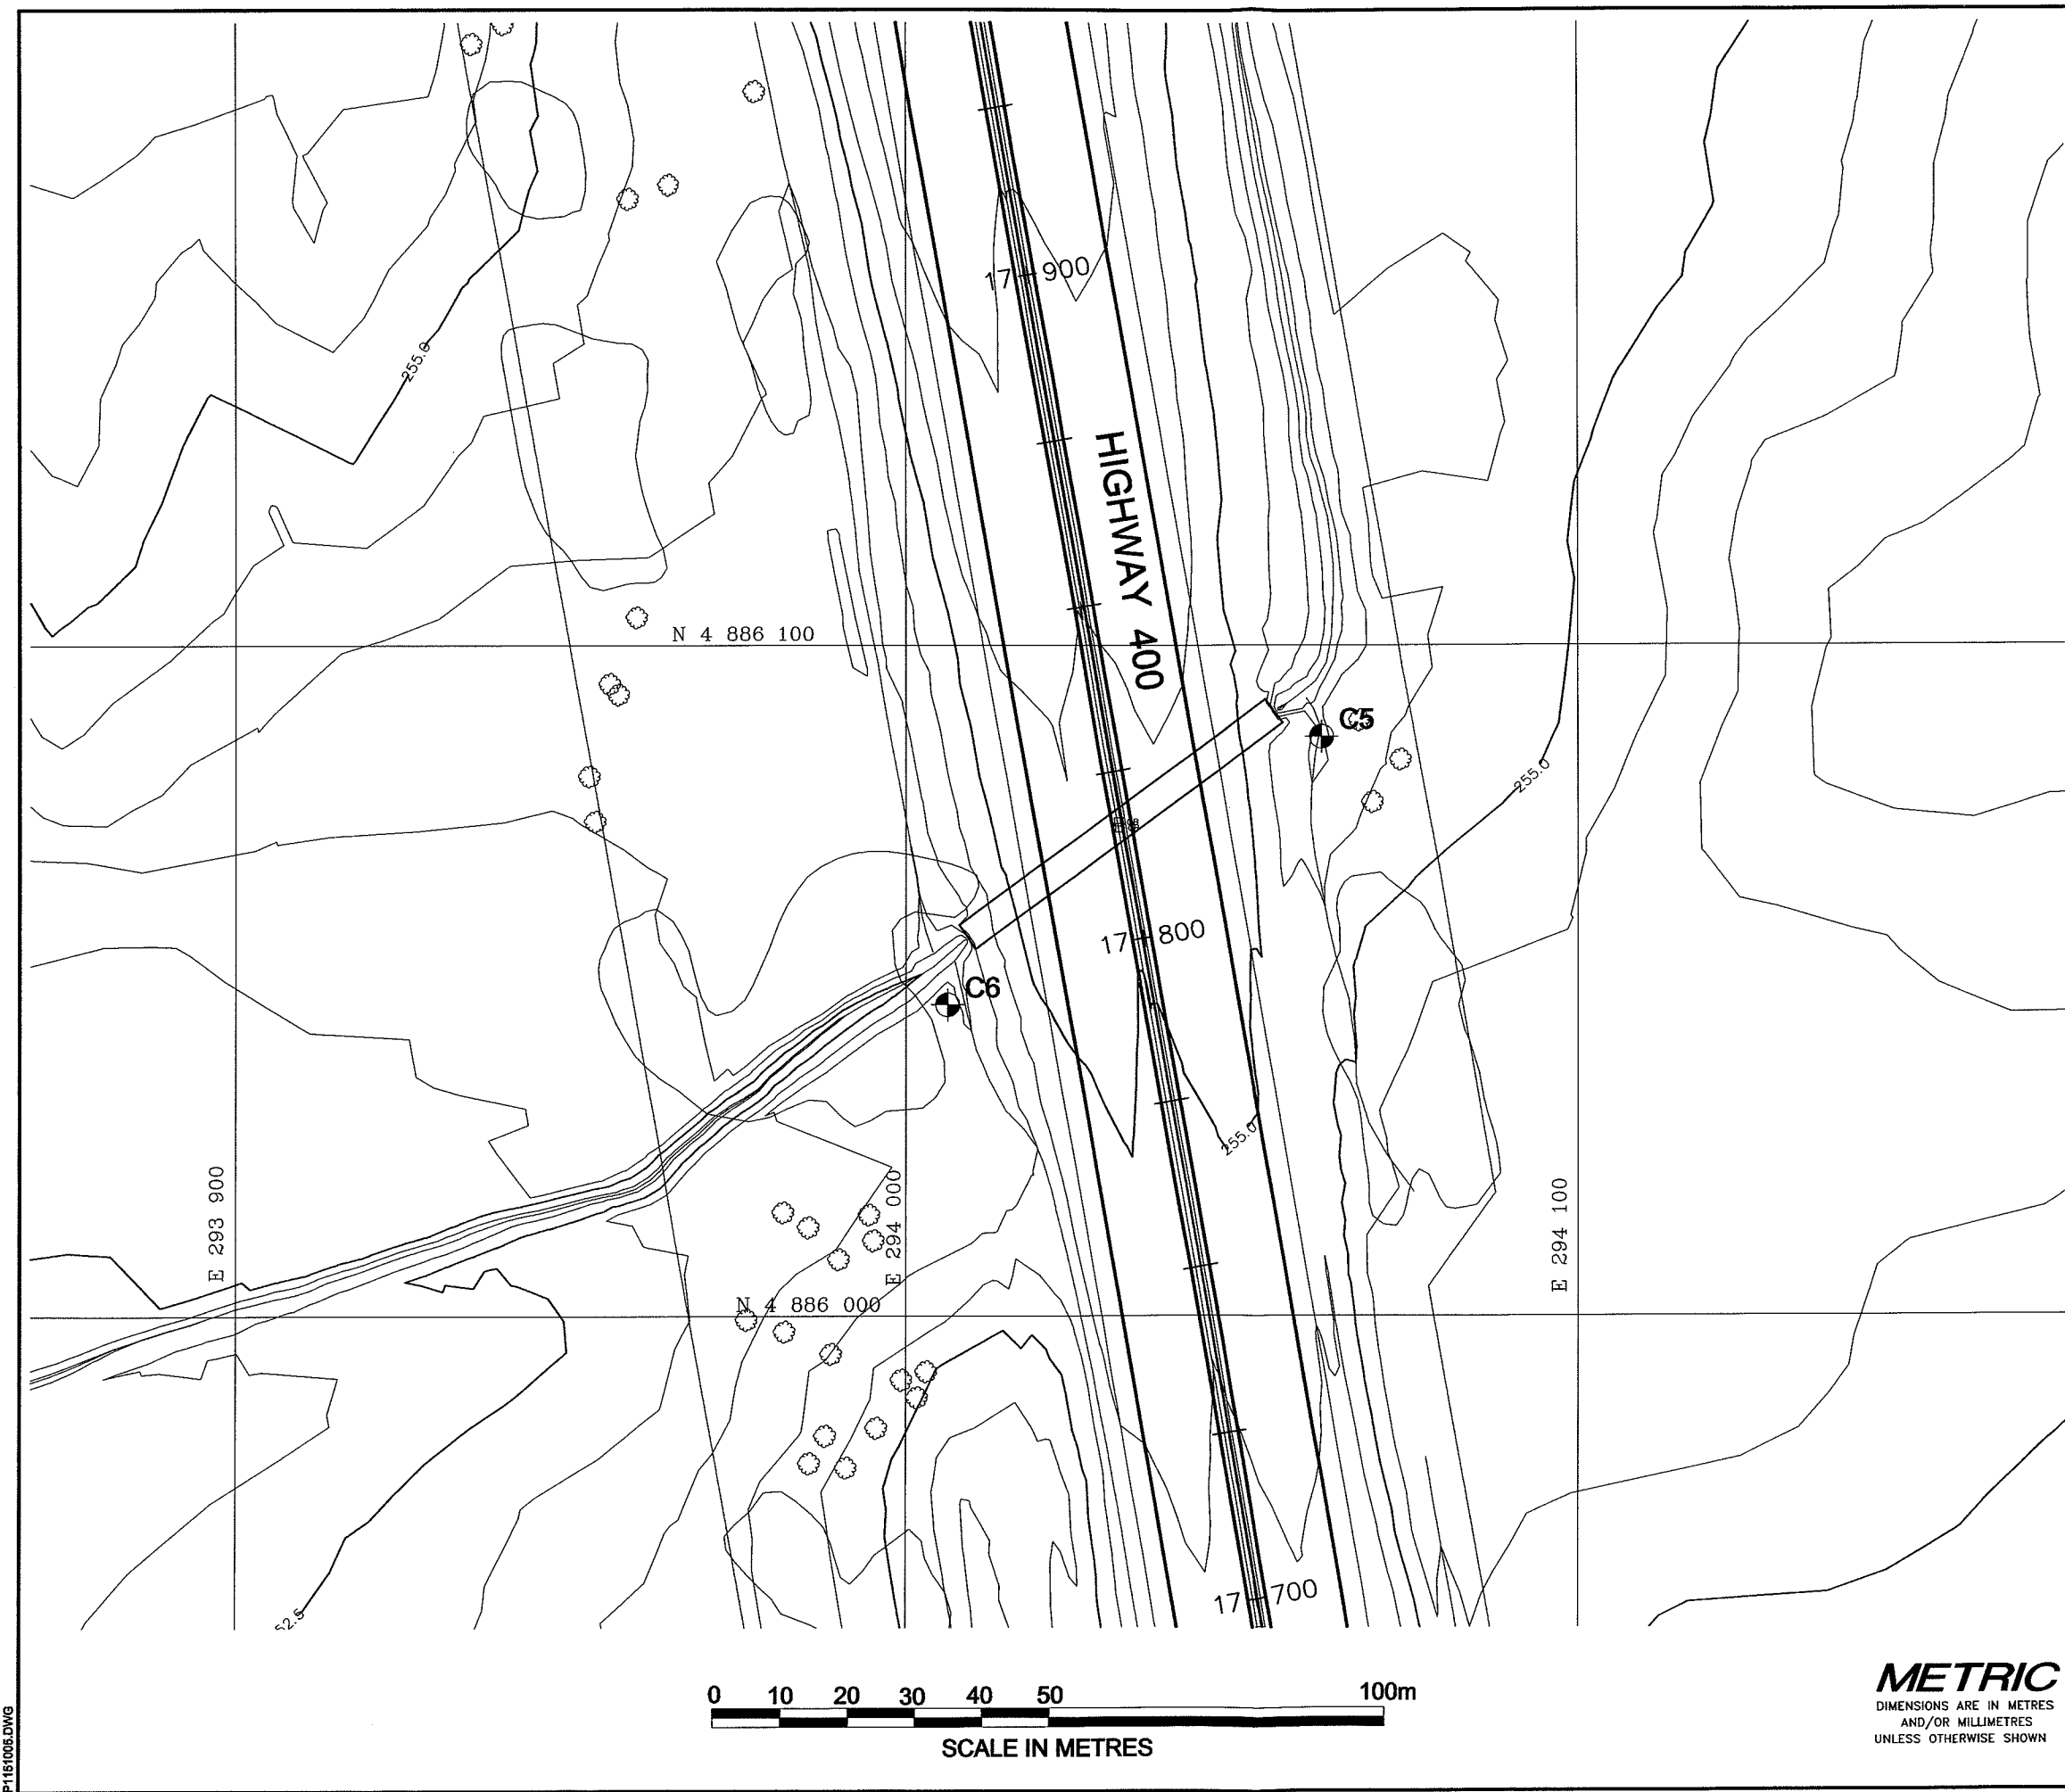 17 900
255.0
HIGHWAY 400
N 4 886 100
C5
255.0
17 800
C6
255.0
E 293 900
E 294 000
E 294 100
N 4 886 000
17 700
52.5
0 10 20 30 40 50 100m
SCALE IN METRES
METRIC
DIMENSIONS ARE IN METRES
AND/OR MILLIMETRES
UNLESS OTHERWISE SHOWN
P1151005.DWG